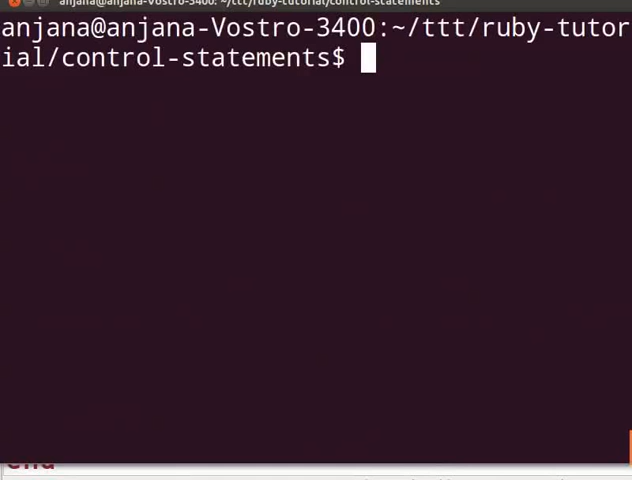 anjana@anjana-Vostro-3400: ~/ttt/ruby-tutorial/control-statements
anjana@anjana-Vostro-3400:~/ttt/ruby-tutor
ial/control-statements$
end